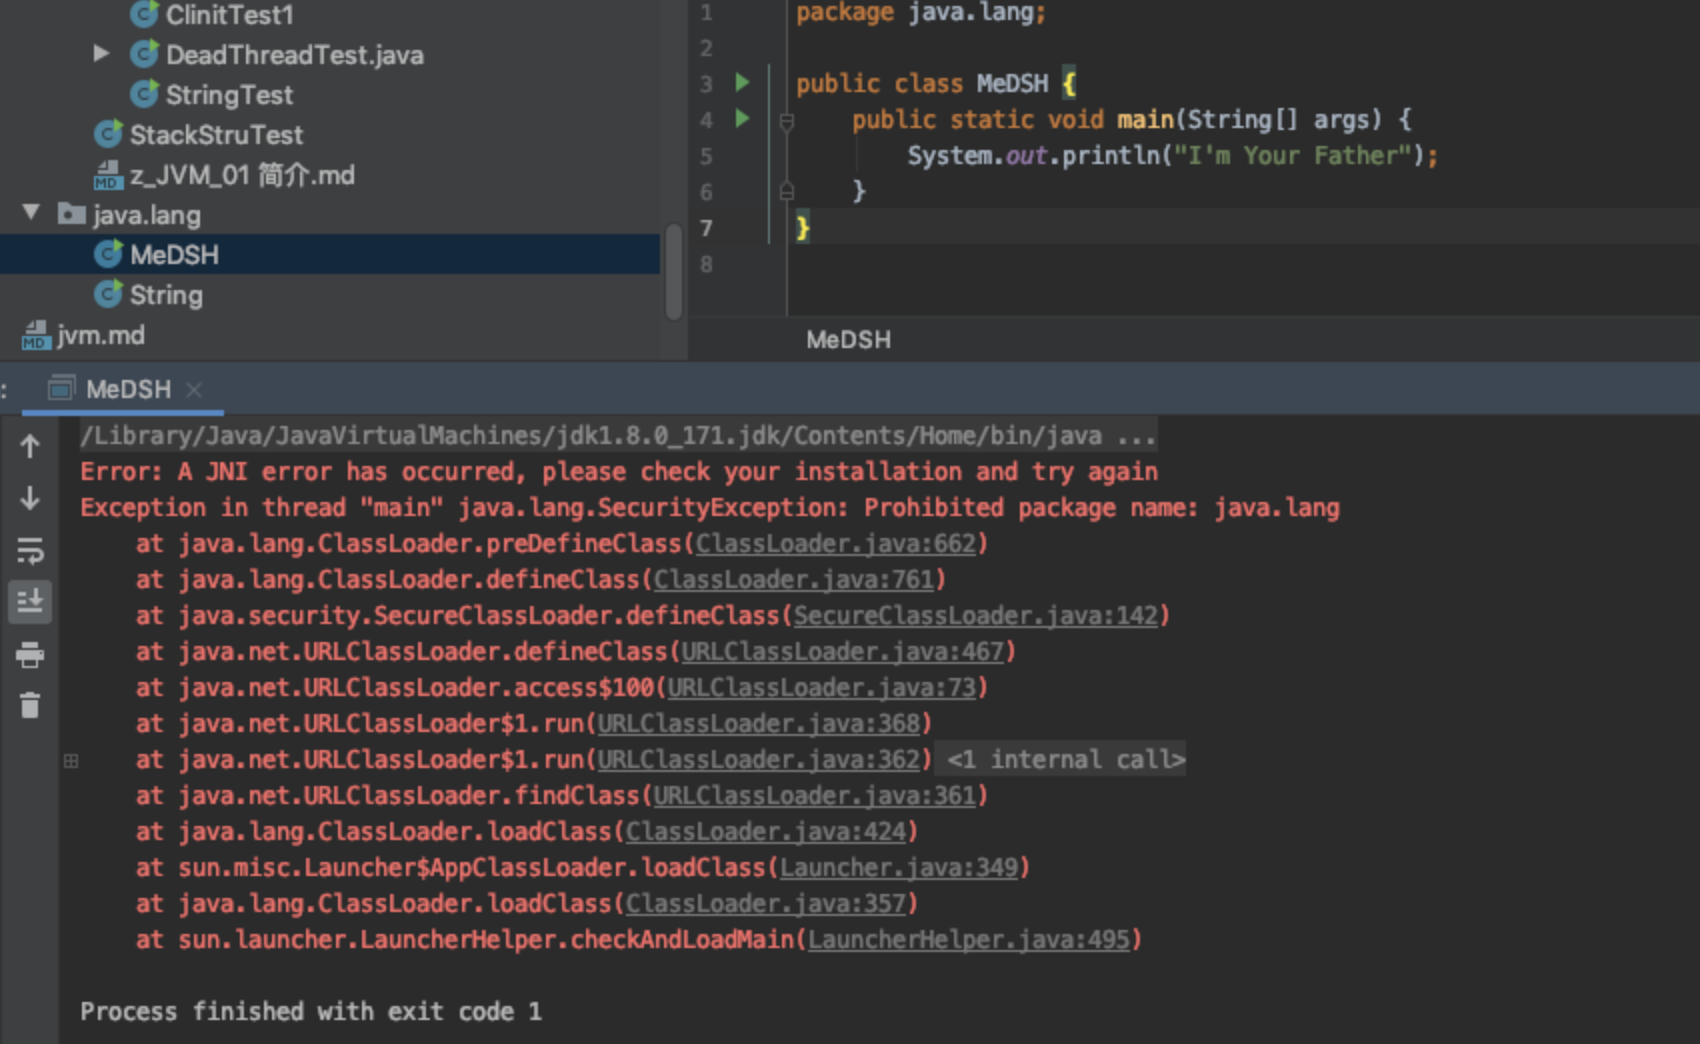 ClinitTest1
DeadThreadTest.java
StringTest
StackStruTest
z_JVM_01 简介.md
java.lang
MeDSH
String
jvm.md
1 package java.lang;
2
3 public class MeDSH {
4 public static void main(String[] args) {
5 System.out.println("I'm Your Father");
6 }
7 }
8
MeDSH
: MeDSH ×
/Library/Java/JavaVirtualMachines/jdk1.8.0_171.jdk/Contents/Home/bin/java ...
Error: A JNI error has occurred, please check your installation and try again
Exception in thread "main" java.lang.SecurityException: Prohibited package name: java.lang
at java.lang.ClassLoader.preDefineClass(ClassLoader.java:662)
at java.lang.ClassLoader.defineClass(ClassLoader.java:761)
at java.security.SecureClassLoader.defineClass(SecureClassLoader.java:142)
at java.net.URLClassLoader.defineClass(URLClassLoader.java:467)
at java.net.URLClassLoader.access$100(URLClassLoader.java:73)
at java.net.URLClassLoader$1.run(URLClassLoader.java:368)
at java.net.URLClassLoader$1.run(URLClassLoader.java:362) <1 internal call>
at java.net.URLClassLoader.findClass(URLClassLoader.java:361)
at java.lang.ClassLoader.loadClass(ClassLoader.java:424)
at sun.misc.Launcher$AppClassLoader.loadClass(Launcher.java:349)
at java.lang.ClassLoader.loadClass(ClassLoader.java:357)
at sun.launcher.LauncherHelper.checkAndLoadMain(LauncherHelper.java:495)
Process finished with exit code 1